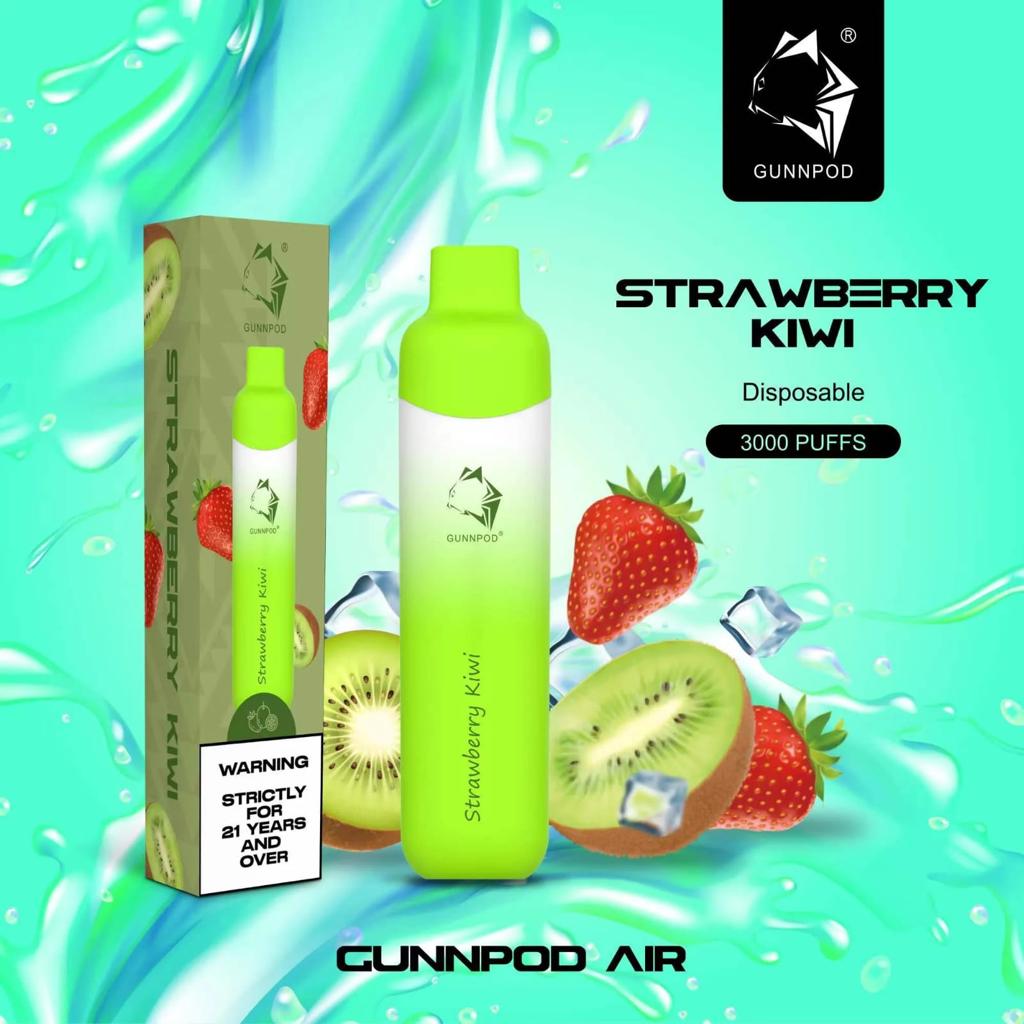 ®
GUNNPOD
STRAWBERRY
KIWI
Disposable
3000 PUFFS
®
GUNNPOD
STRAWBERRY KIWI
GUNNPOD®
Strawberry Kiwi
WARNING
STRICTLY
FOR
21 YEARS
AND
OVER
GUNNPOD®
Strawberry Kiwi
GUNNPOD AIR